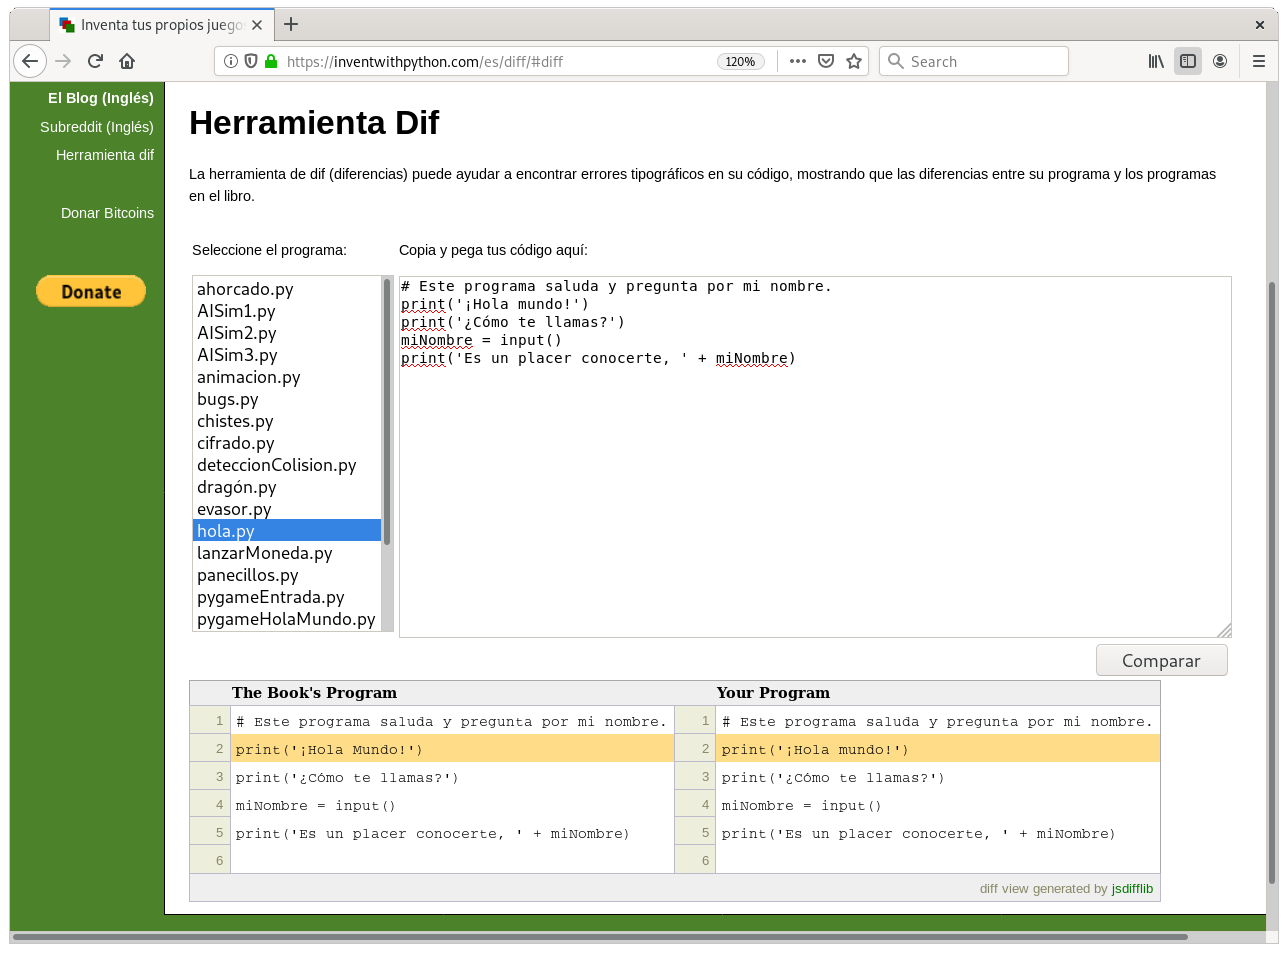 Inventa tus propios juego
https://inventwithpython.com/es/diff/#diff
120%
Search
El Blog (Inglés)
Subreddit (Inglés)
Herramienta dif
Donar Bitcoins
Donate
Herramienta Dif
La herramienta de dif (diferencias) puede ayudar a encontrar errores tipográficos en su código, mostrando que las diferencias entre su programa y los programas
en el libro.
Seleccione el programa:
ahorcado.py
AISim1.py
AISim2.py
AISim3.py
animacion.py
bugs.py
chistes.py
cifrado.py
deteccionColision.py
dragón.py
evasor.py
hola.py
lanzarMoneda.py
panecillos.py
pygameEntrada.py
pygameHolaMundo.py
Copia y pega tus código aquí:
# Este programa saluda y pregunta por mi nombre.
print('¡Hola mundo!')
print('¿Cómo te llamas?')
miNombre = input()
print('Es un placer conocerte, ' + miNombre)
Comparar
The Book's Program
1 # Este programa saluda y pregunta por mi nombre.
2 print('¡Hola Mundo!')
3 print('¿Cómo te llamas?')
4 miNombre = input()
5 print('Es un placer conocerte, ' + miNombre)
6
Your Program
1 # Este programa saluda y pregunta por mi nombre.
2 print('¡Hola mundo!')
3 print('¿Cómo te llamas?')
4 miNombre = input()
5 print('Es un placer conocerte, ' + miNombre)
6
diff view generated by jsdifflib